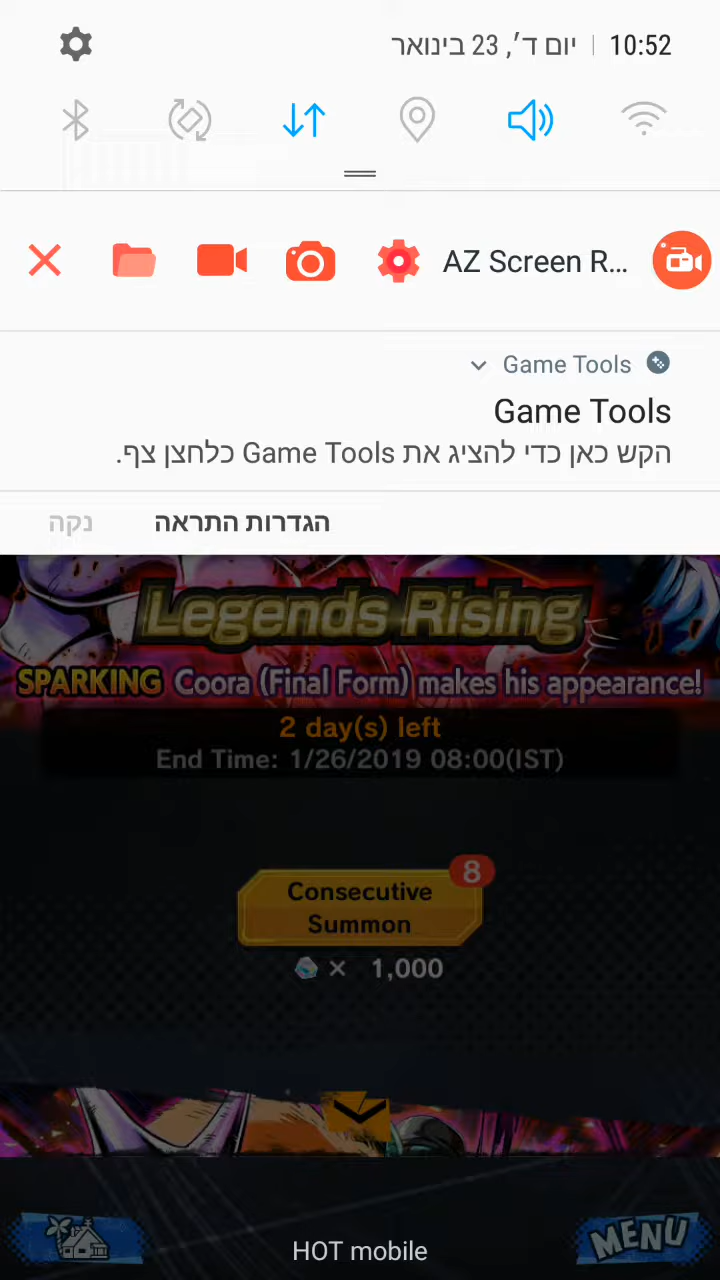 יום ד׳, 23 בינואר | 10:52
AZ Screen R...
Game Tools
Game Tools
הקש כאן כדי להציג את Game Tools כלחצן צף.
הגדרות התראה
נקה
Legends Rising
SPARKING Coora (Final Form) makes his appearance!
2 day(s) left
End Time: 1/26/2019 08:00(IST)
8
Consecutive
Summon
× 1,000
HOT mobile
MENU